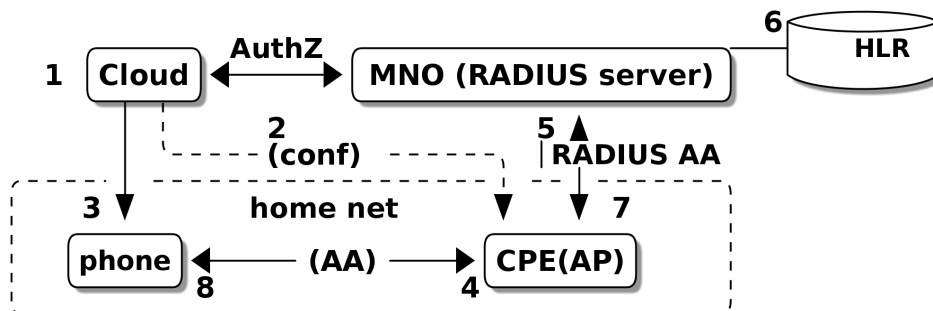 6
AuthZ
HLR
1
Cloud
MNO (RADIUS server)
2
5
(conf)
RADIUS AA
3
home net
7
phone
(AA)
CPE(AP)
8
4